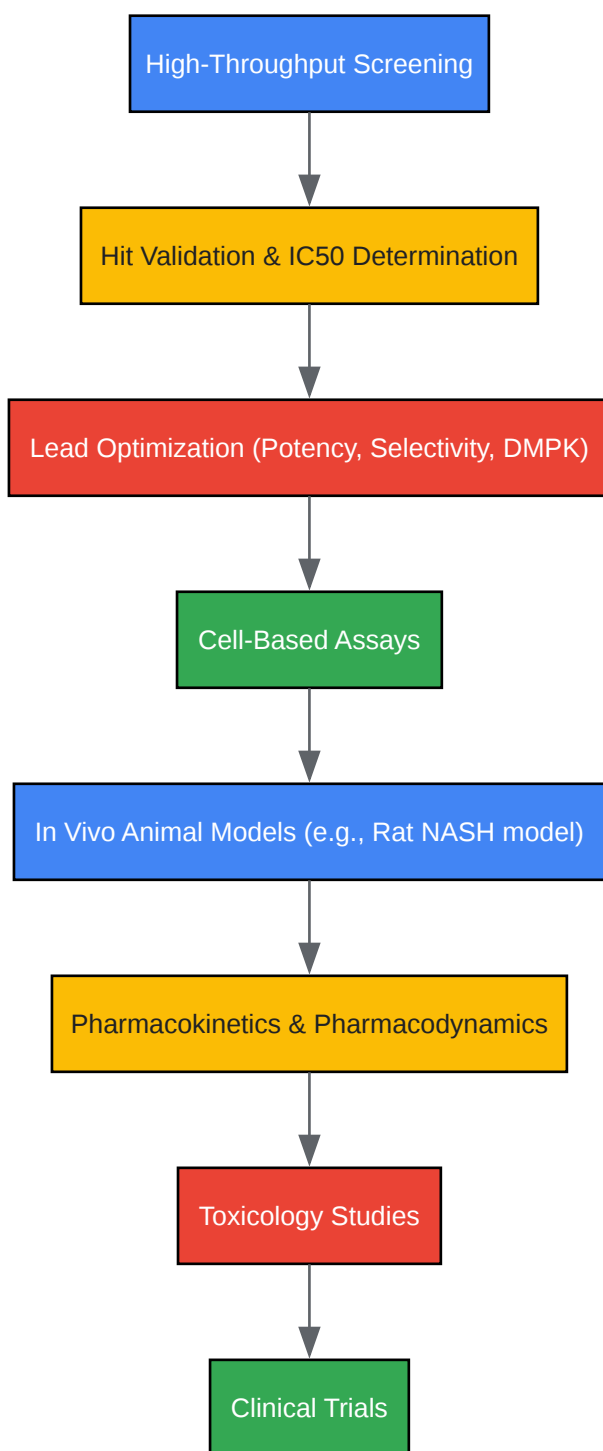 High-Throughput Screening
Hit Validation & IC50 Determination
Lead Optimization (Potency, Selectivity, DMPK)
Cell-Based Assays
In Vivo Animal Models (e.g., Rat NASH model)
Pharmacokinetics & Pharmacodynamics
Toxicology Studies
Clinical Trials